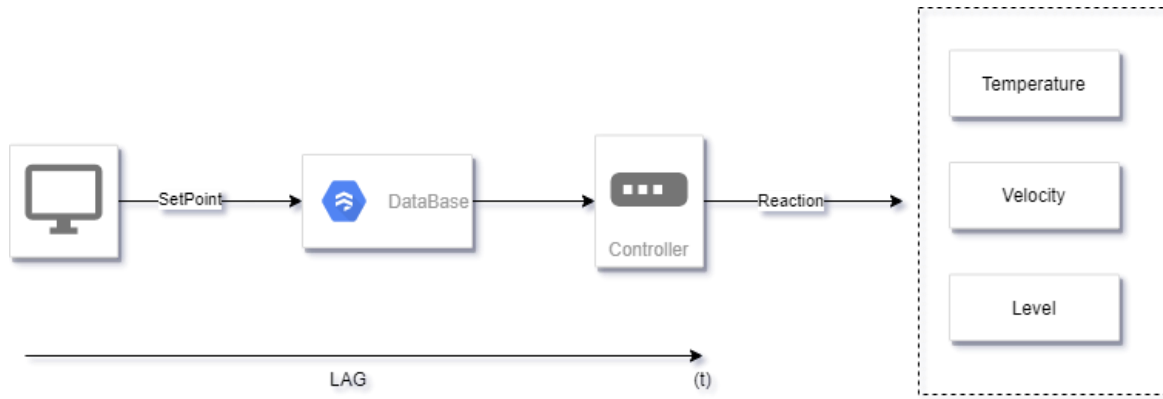 Temperature
SetPoint
DataBase
Controller
Reaction
Velocity
Level
LAG
(t)